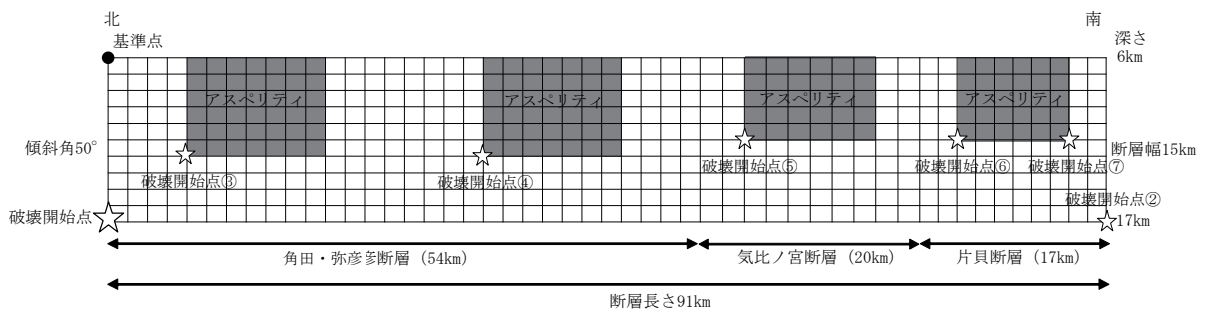 北
南
基準点
深さ
6km
アスペリティ
アスペリティ
アスペリティ
アスペリティ
傾斜角50°
断層幅15km
破壊開始点③
破壊開始点④
破壊開始点⑤
破壊開始点⑥
破壊開始点⑦
破壊開始点②
破壊開始点
17km
角田・弥彦断層 (54km)
気比ノ宮断層 (20km)
片貝断層 (17km)
断層長さ91km